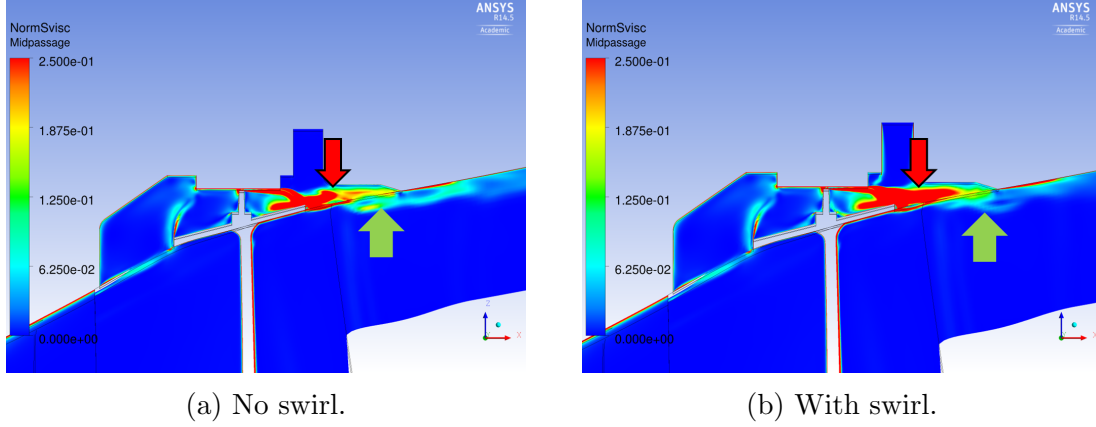 ANSYS
R14.5
Academic
NormSvisc
Midpassage
2.500e-01
1.875e-01
1.250e-01
6.250e-02
0.000e+00
Z
X
(a) No swirl.
ANSYS
R14.5
Academic
NormSvisc
Midpassage
2.500e-01
1.875e-01
1.250e-01
6.250e-02
0.000e+00
Z
X
(b) With swirl.